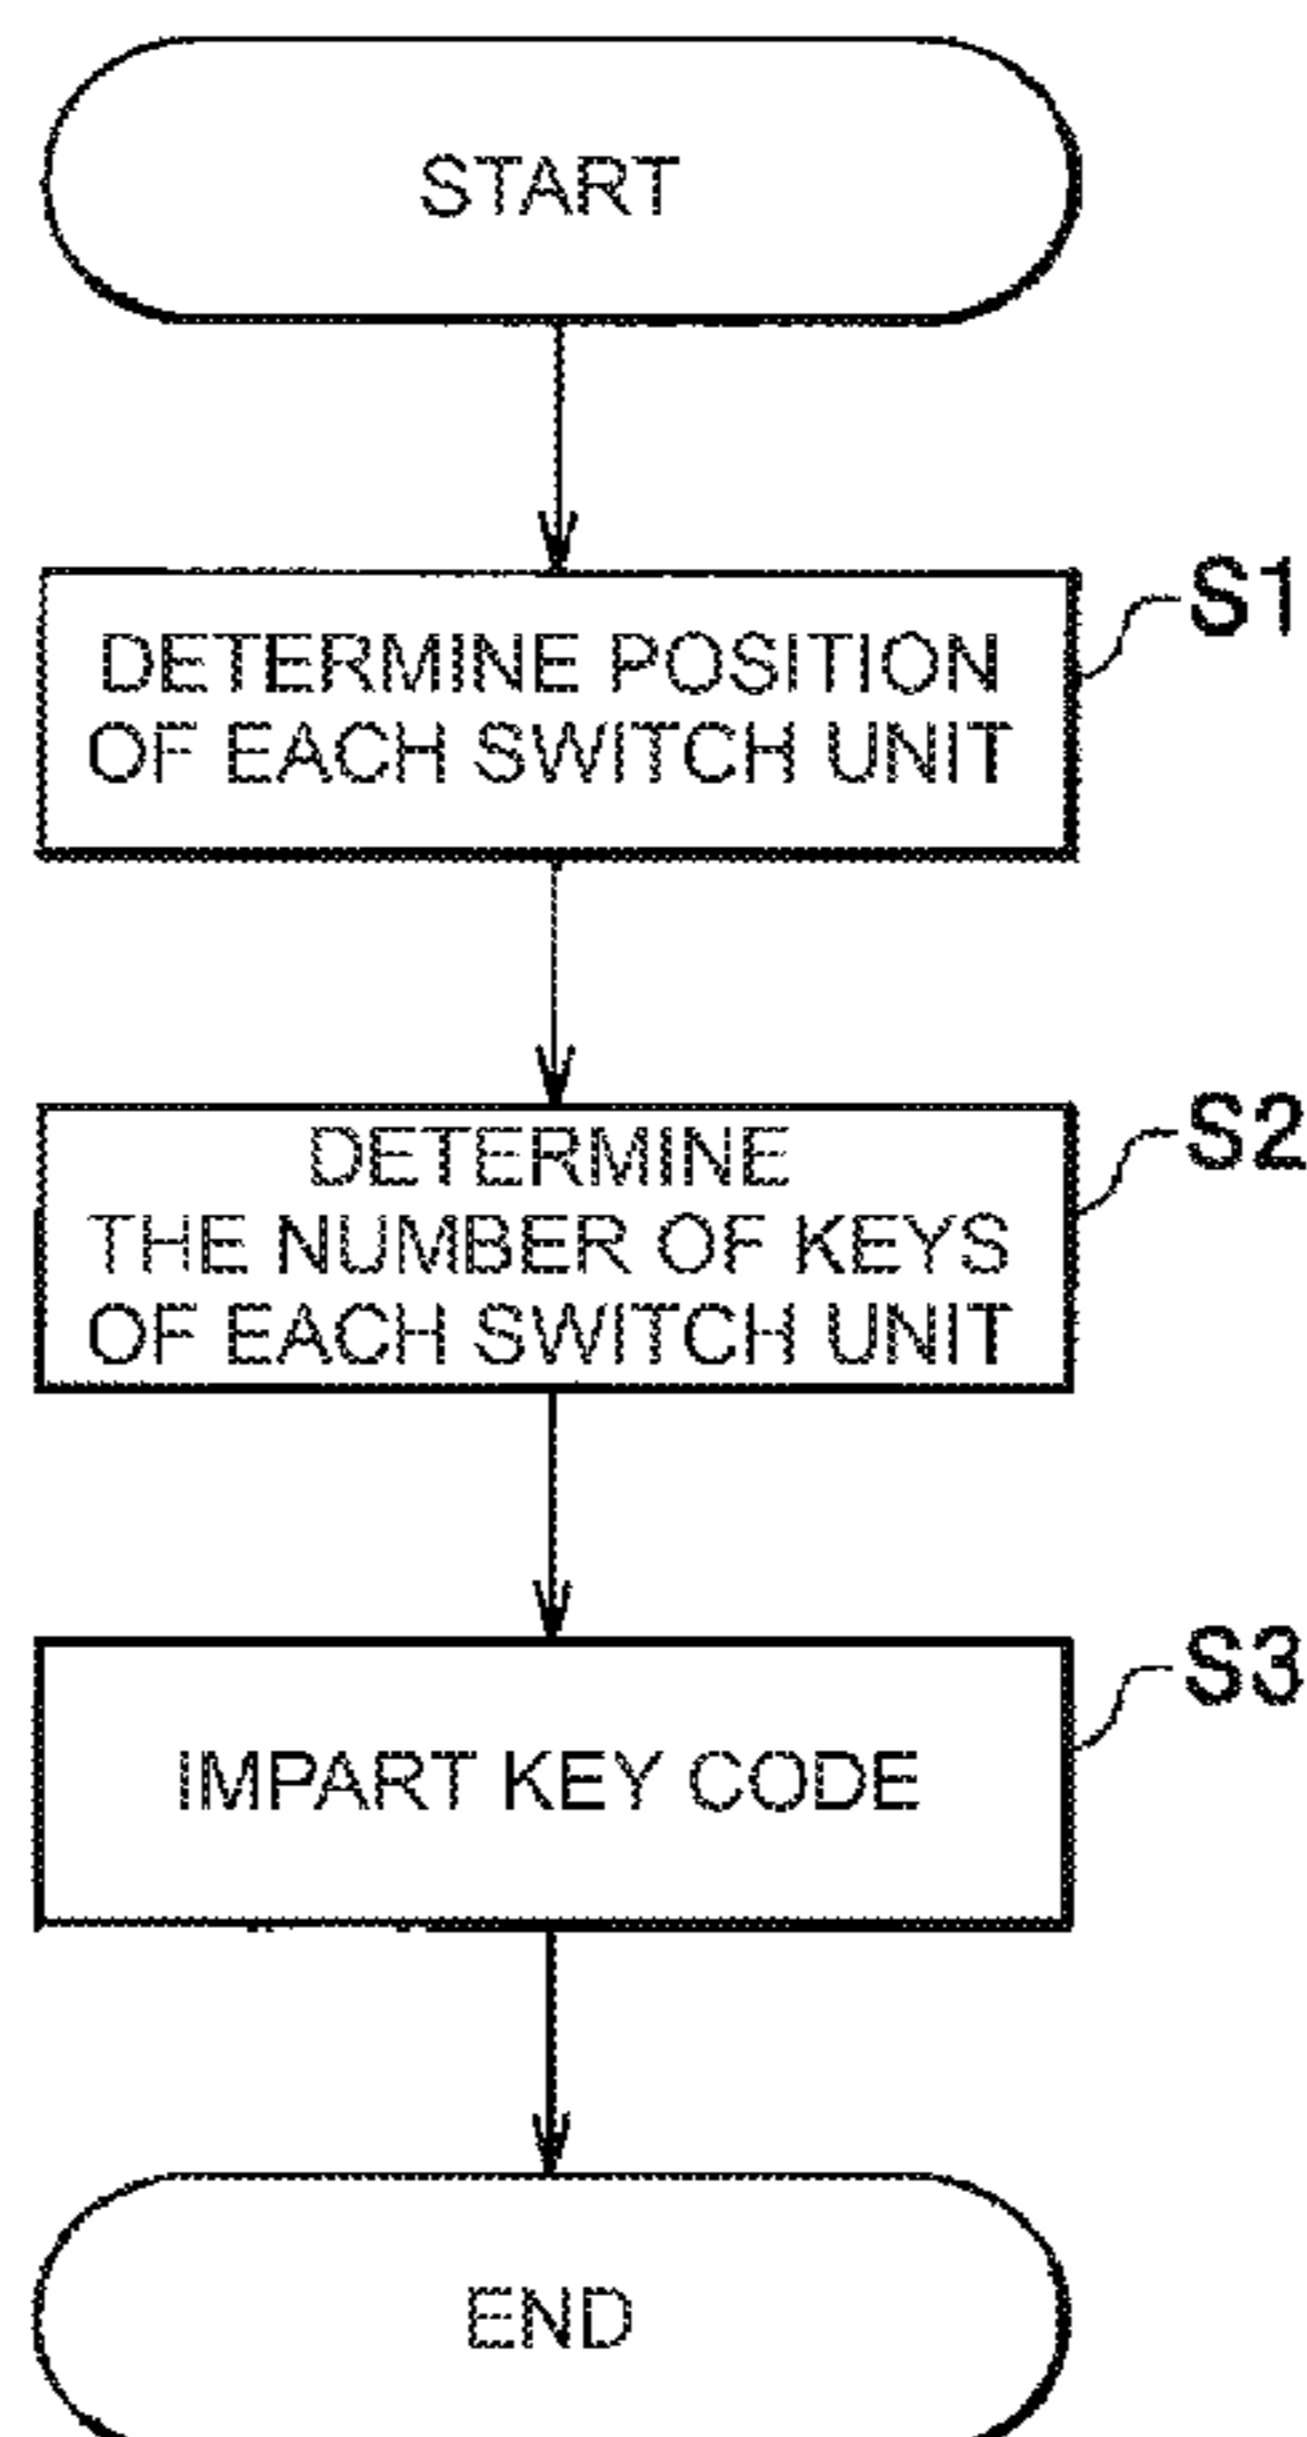 START
S1
DETERMINE POSITION
OF EACH SWITCH UNIT
S2
DETERMINE
THE NUMBER OF KEYS
OF EACH SWITCH UNIT
S3
IMPART KEY CODE
END